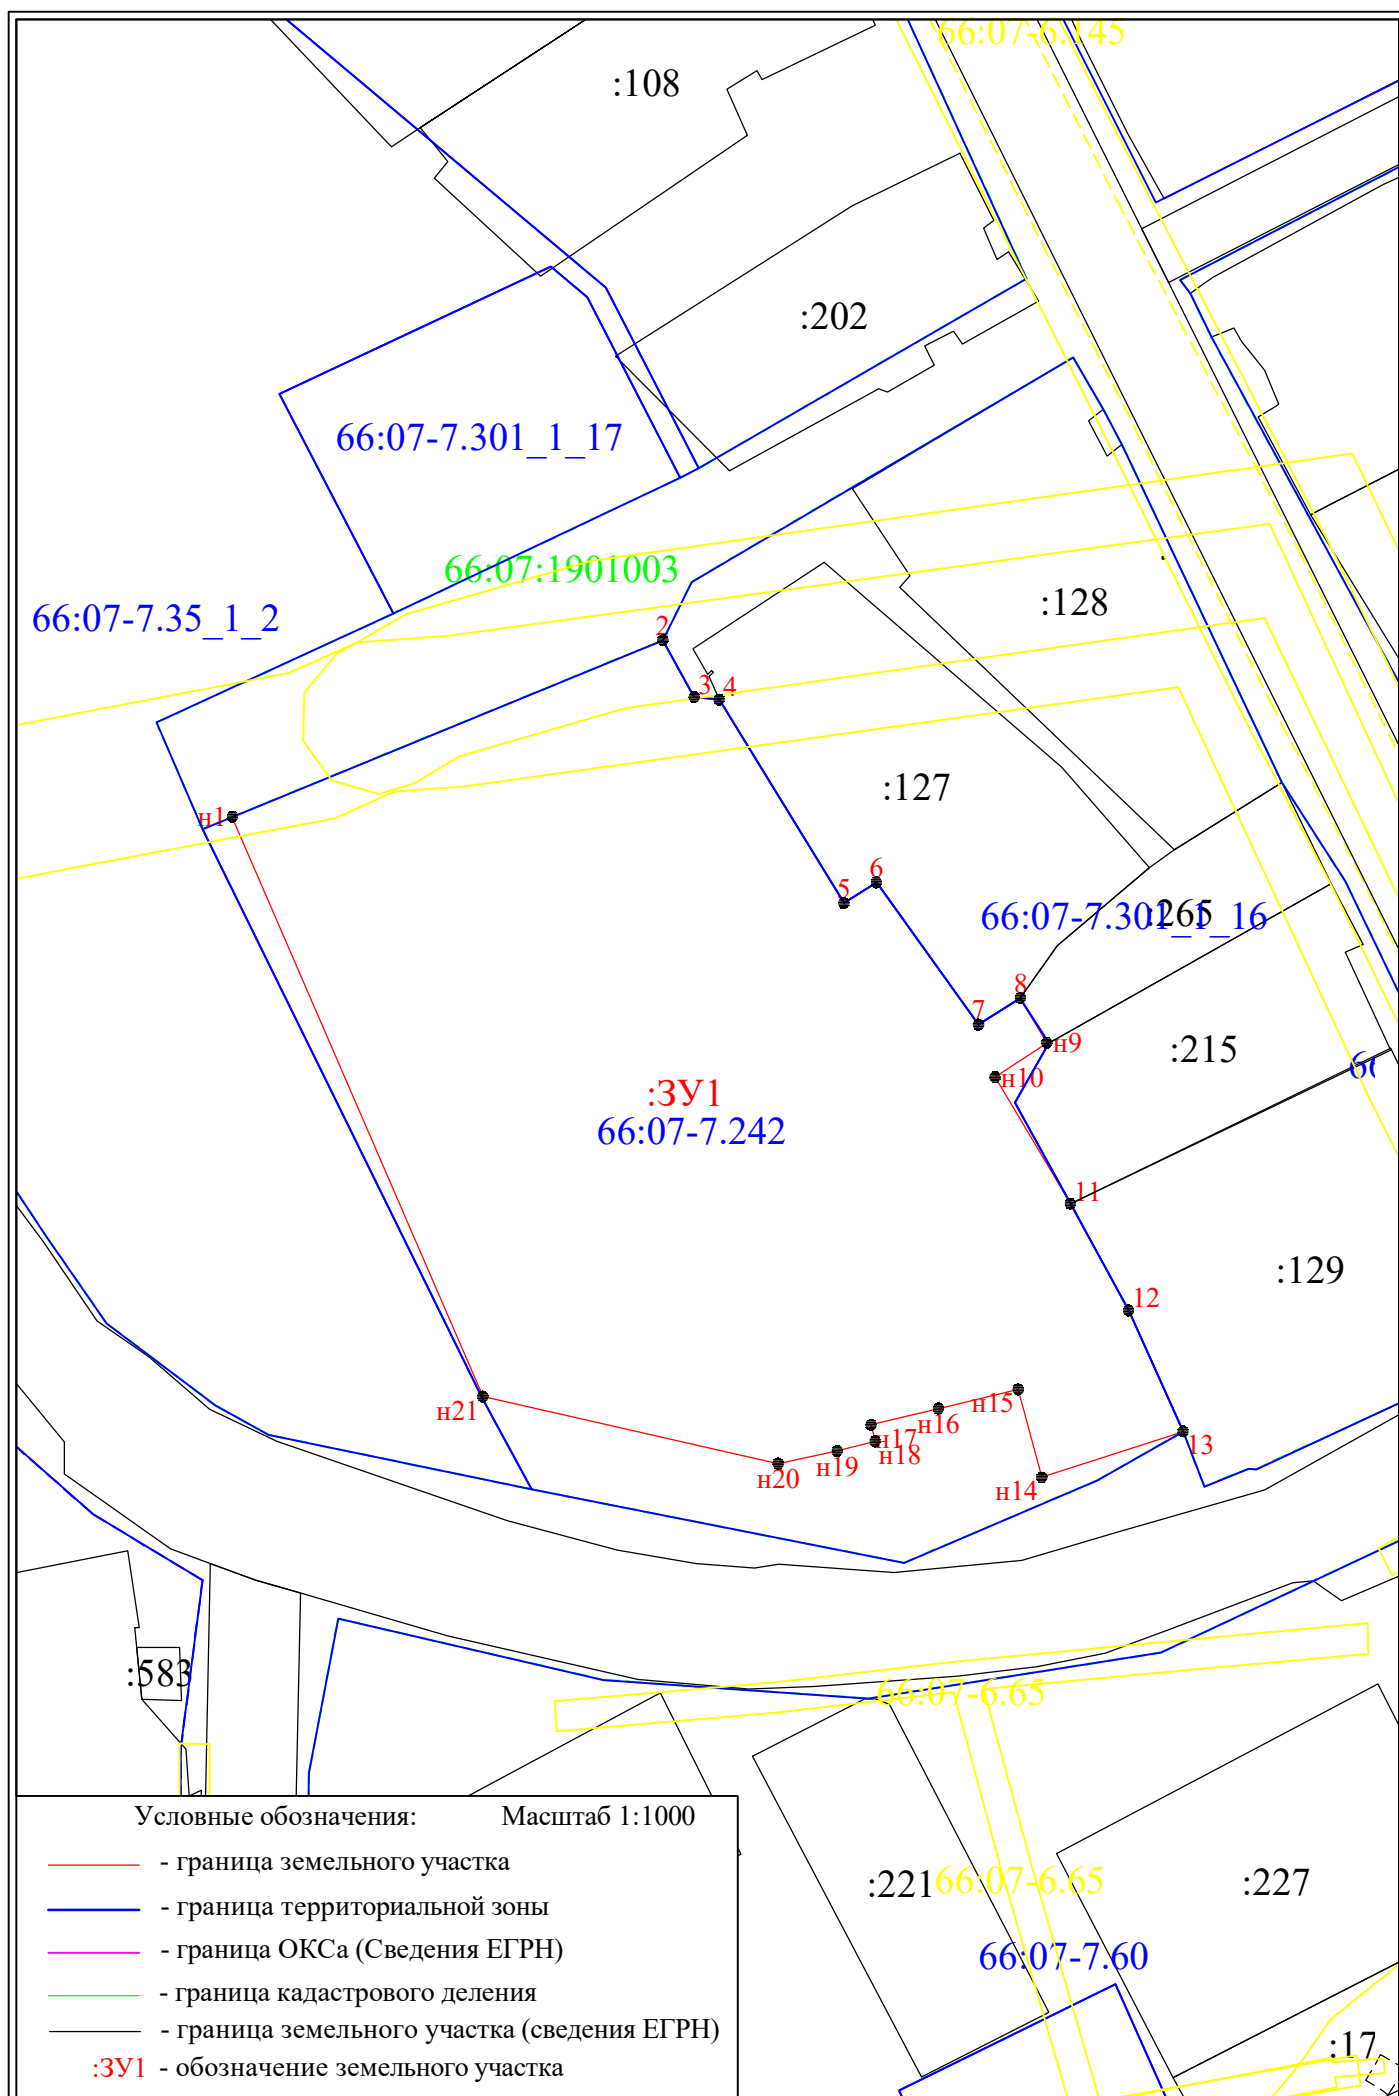 66:07-6.145
:108
:202
66:07-7.301_1_17
66:07:1901003
66:07-7.35_1_2
:128
2
3
4
:127
н1
5
6
66:07-7.301_1_16
:265
8
7
н9
:215
н10
:ЗУ1
66:07-7.242
11
:129
12
н15
н16
н21
н17
н18
13
н19
н20
н14
:583
66:07-6.65
:221
66:07-6.65
:227
66:07-7.60
:17
Условные обозначения: Масштаб 1:1000
- граница земельного участка
- граница территориальной зоны
- граница ОКСа (Сведения ЕГРН)
- граница кадастрового деления
- граница земельного участка (сведения ЕГРН)
:ЗУ1 - обозначение земельного участка